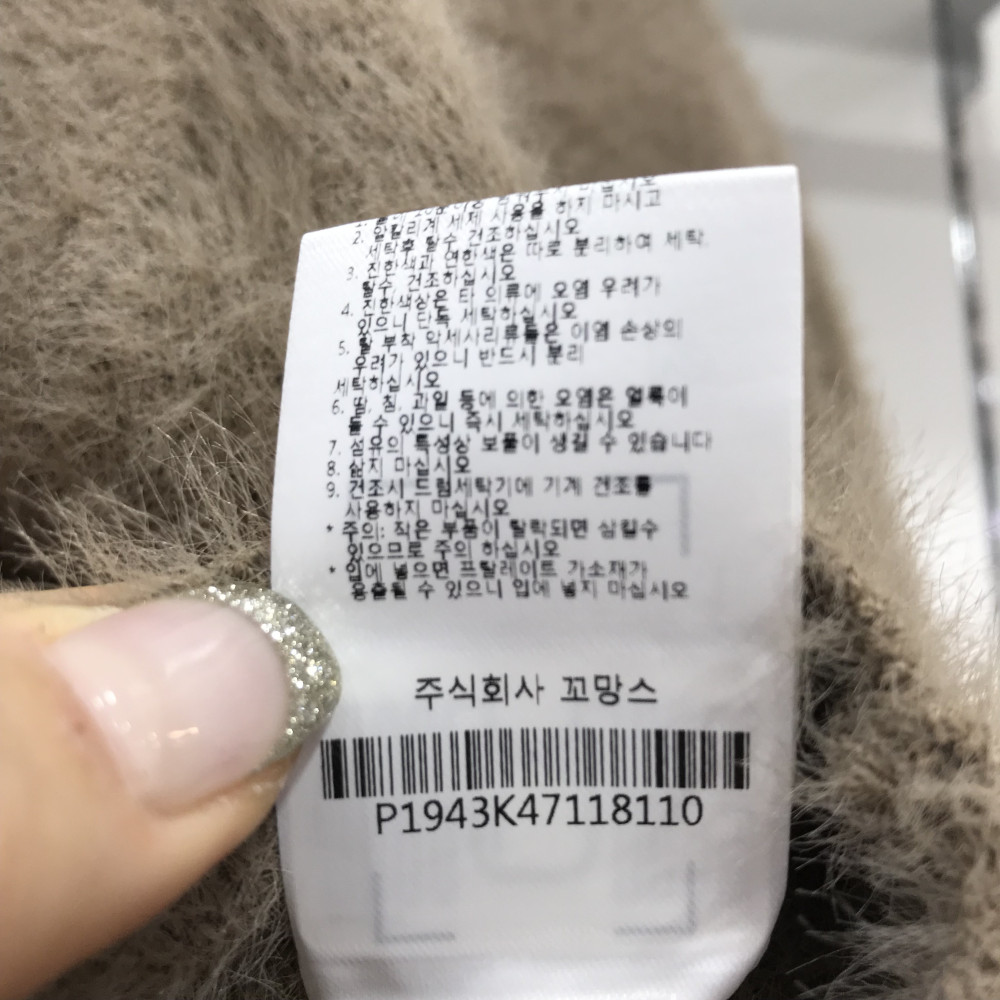 하지 마시고
2. 알칼리계 세제 사용을
세탁후 탈수 건조하십시오
3. 진한색과 연한색은 따로 분리하여 세탁.
탈수 건조하십시오
4. 진한색상은 타 의류에 오염 우려가
있으니 단독 세탁하십시오
5. 부착 악세사리류들은 이염 손상의
우려가 있으니 반드시 분리
세탁하십시오
6. 땀, 침, 과일 등에 의한 오염은 얼룩이
될 수 있으니 즉시 세탁하십시오
7. 섬유의 특성상 보풀이 생길 수 있습니다
8. 삶지 마십시오
9. 건조시 드럼세탁기에 기계 건조를
사용하지 마십시오
* 주의: 작은 부품이 탈락되면 삼킬수
있으므로 주의 하십시오
* 입에 넣으면 프탈레이트 가소재가
용출될 수 있으니 입에 넣지 마십시오
주식회사 꼬망스
P1943K47118110